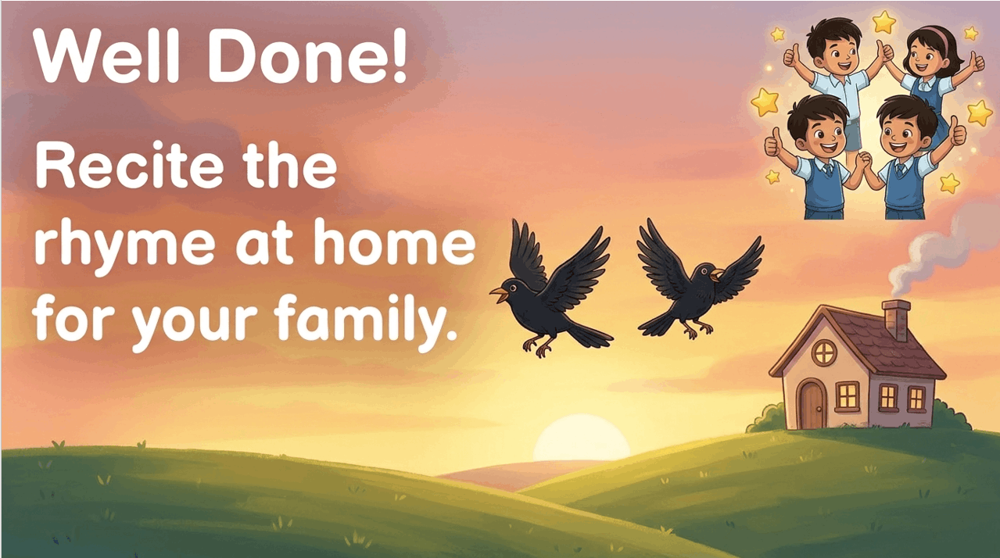 Well Done!
Recite the
rhyme at home
for your family.